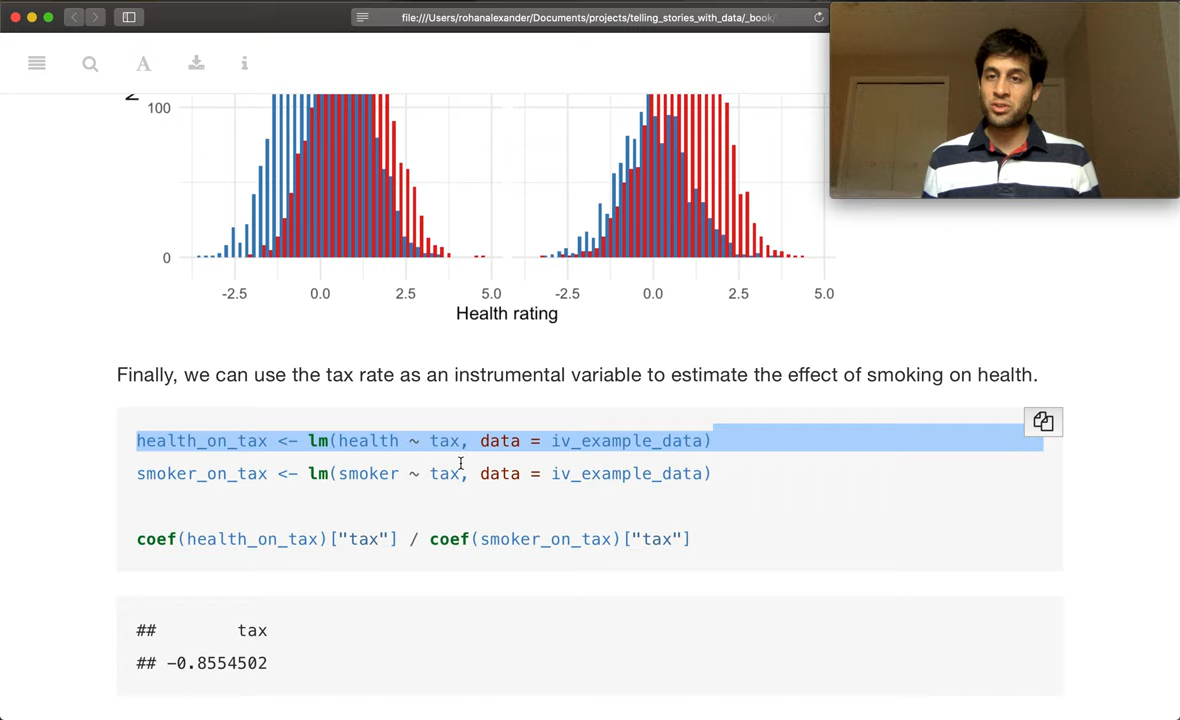 file:///Users/rohanalexander/Documents/projects/telling_stories_with_data/_book/
A
i
N
100
0
-2.5 0.0 2.5 5.0 -2.5 0.0 2.5 5.0
Health rating
Finally, we can use the tax rate as an instrumental variable to estimate the effect of smoking on health.
health_on_tax <- lm(health ~ tax, data = iv_example_data)
smoker_on_tax <- lm(smoker ~ tax, data = iv_example_data)
coef(health_on_tax)["tax"] / coef(smoker_on_tax)["tax"]
## tax
## -0.8554502